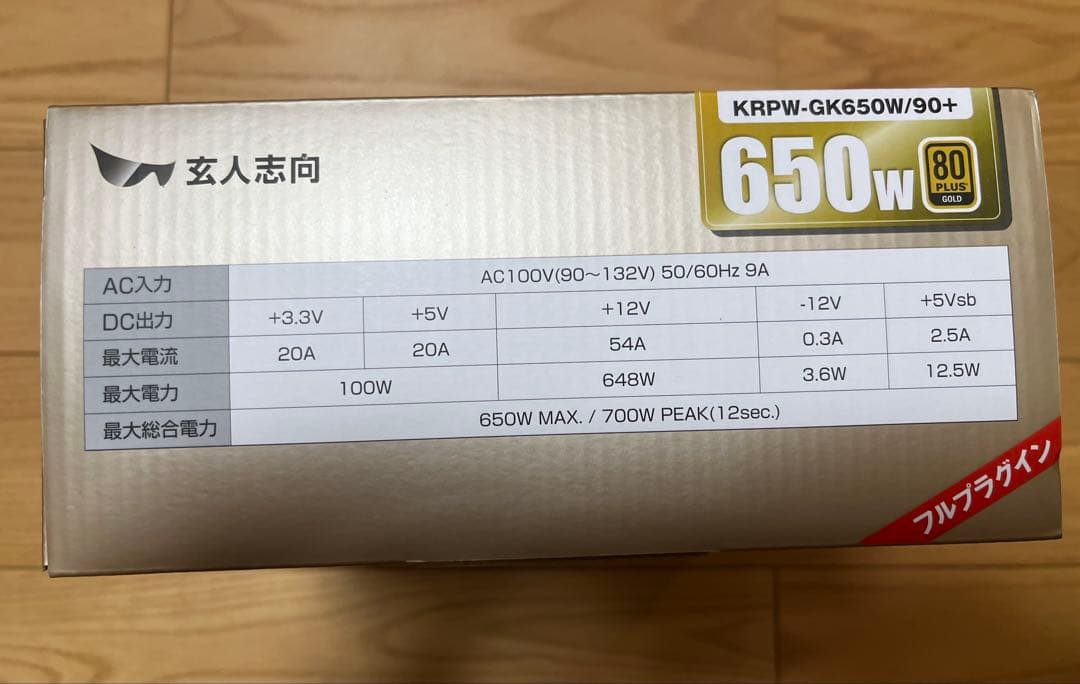 玄人志向
KRPW-GK650W/90+
650W
80
PLUS
GOLD
AC入力 AC100V(90～132V) 50/60Hz 9A
DC出力 +3.3V +5V +12V -12V +5Vsb
最大電流 20A 20A 54A 0.3A 2.5A
最大電力 100W 648W 3.6W 12.5W
最大総合電力 650W MAX. / 700W PEAK(12sec.)
フルプラグイン